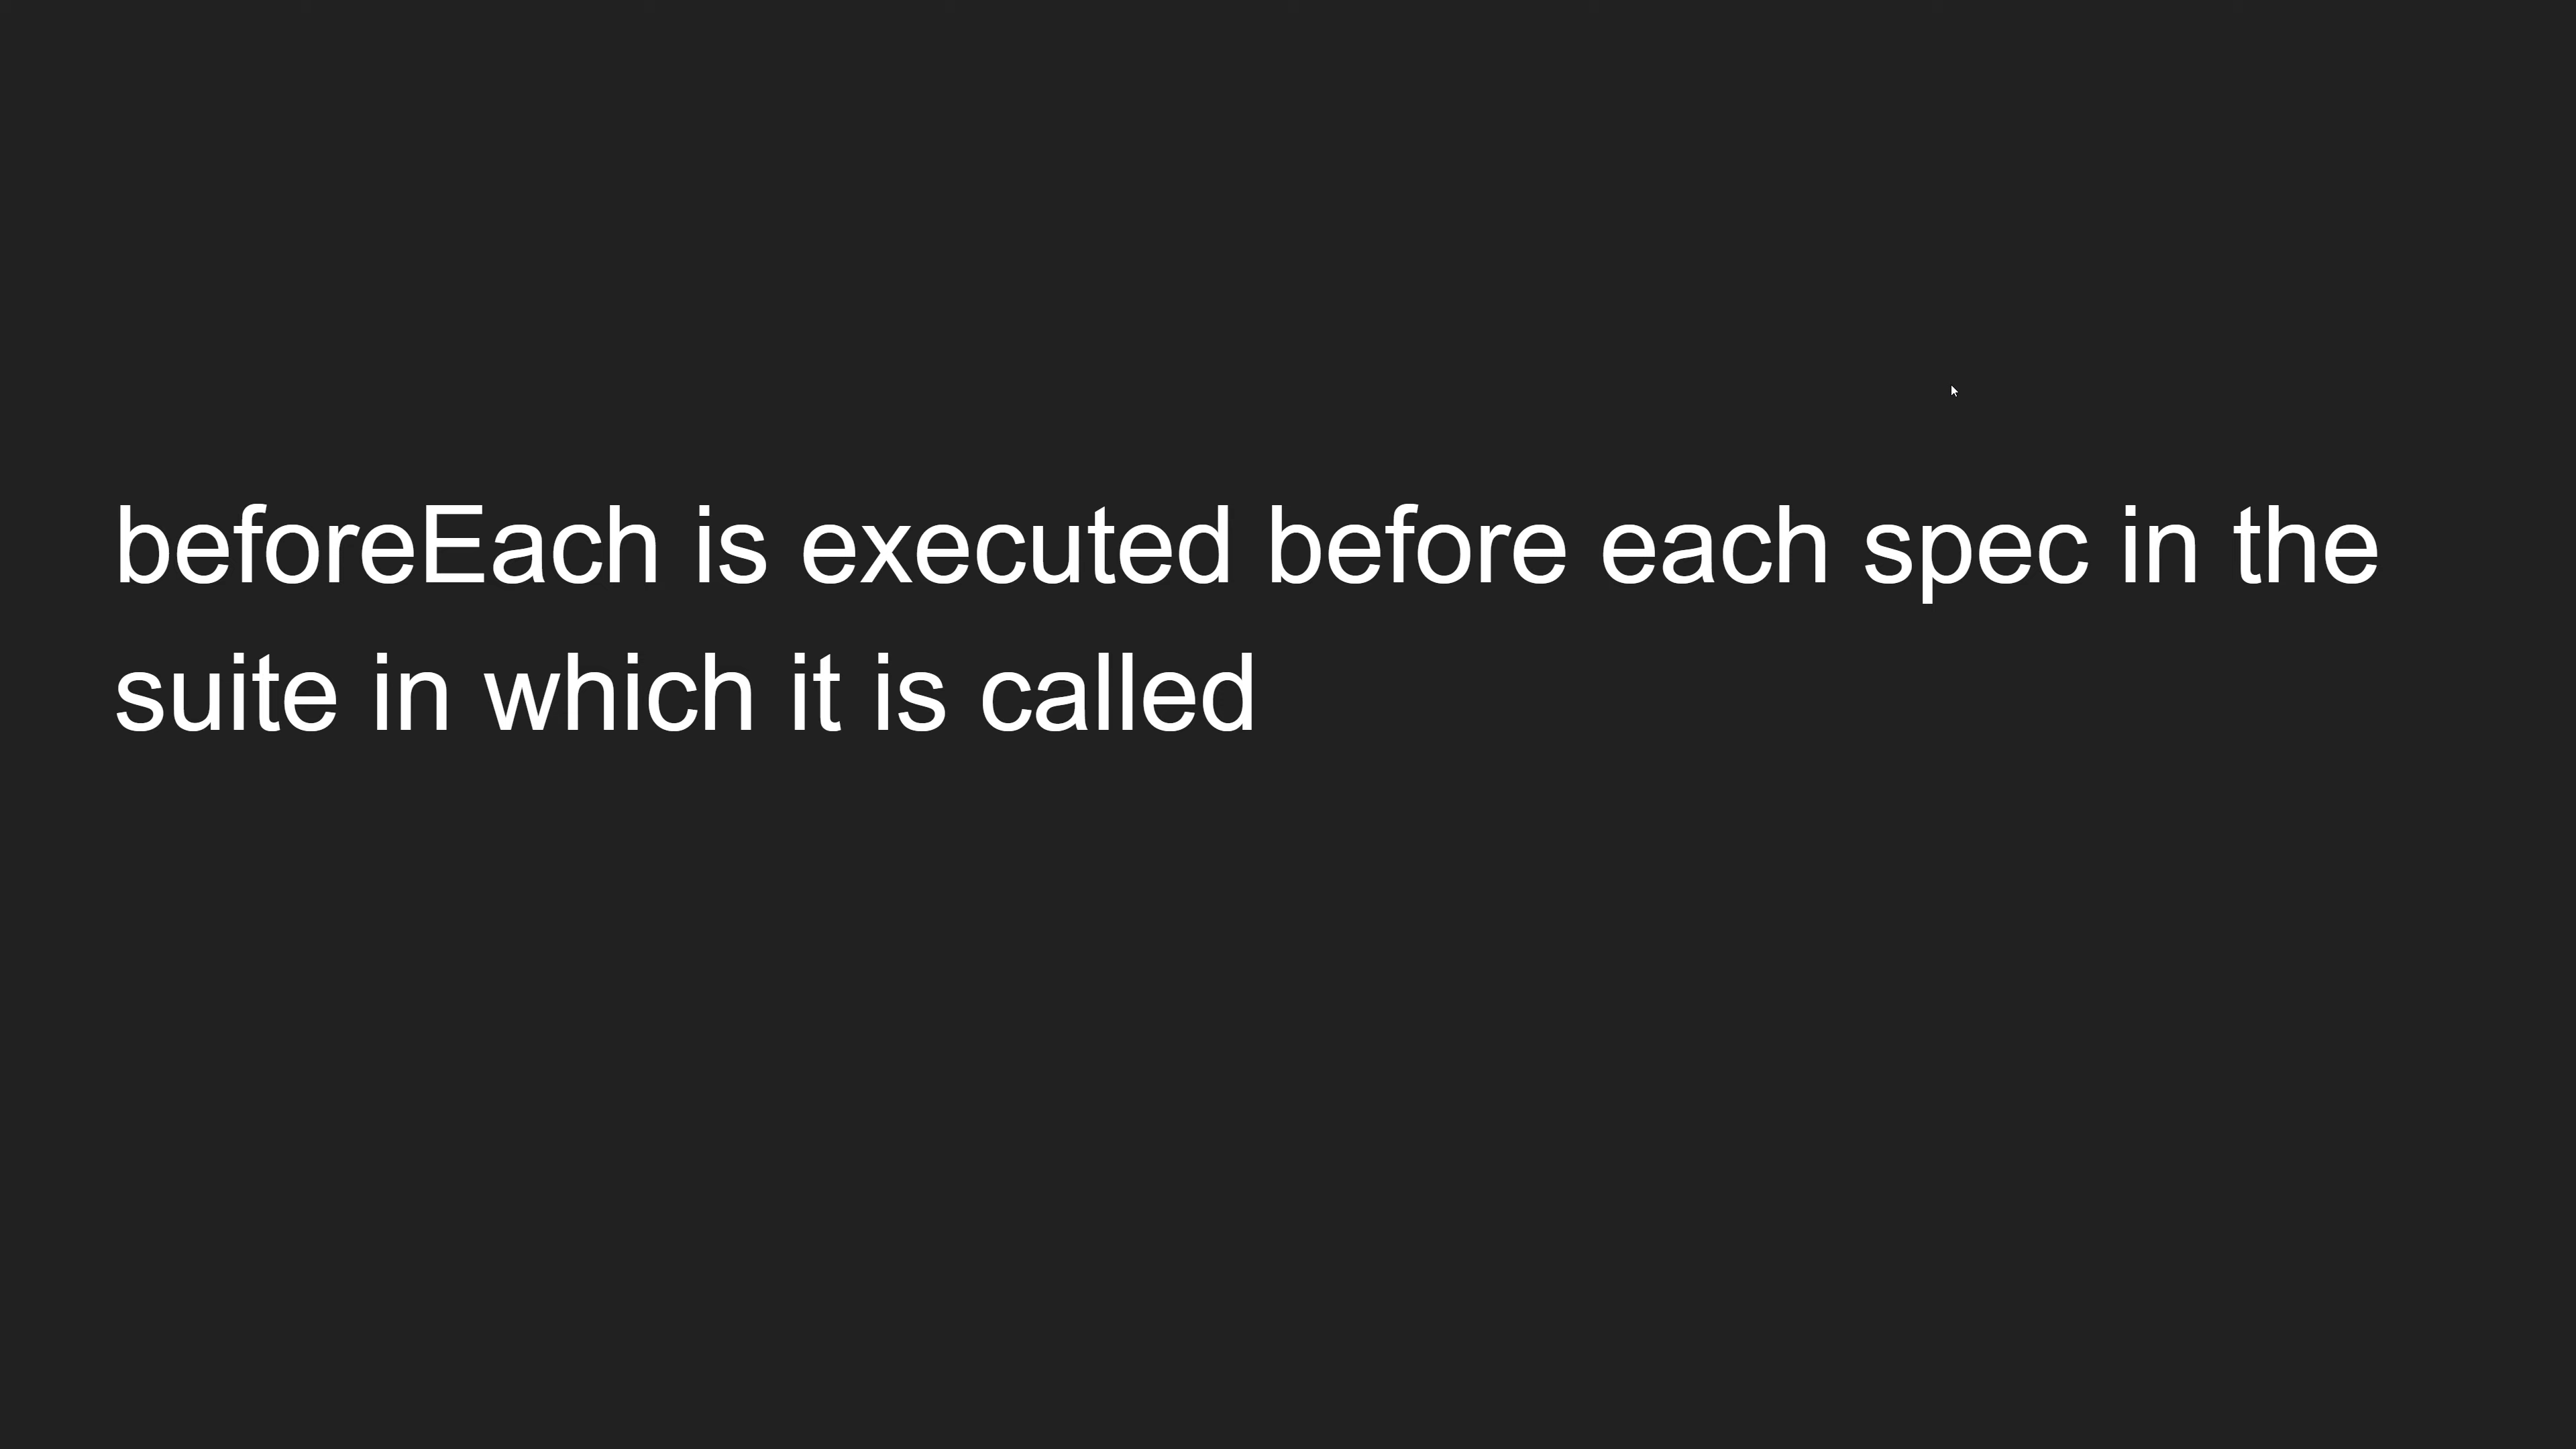 beforeEach is executed before each spec in the
suite in which it is called